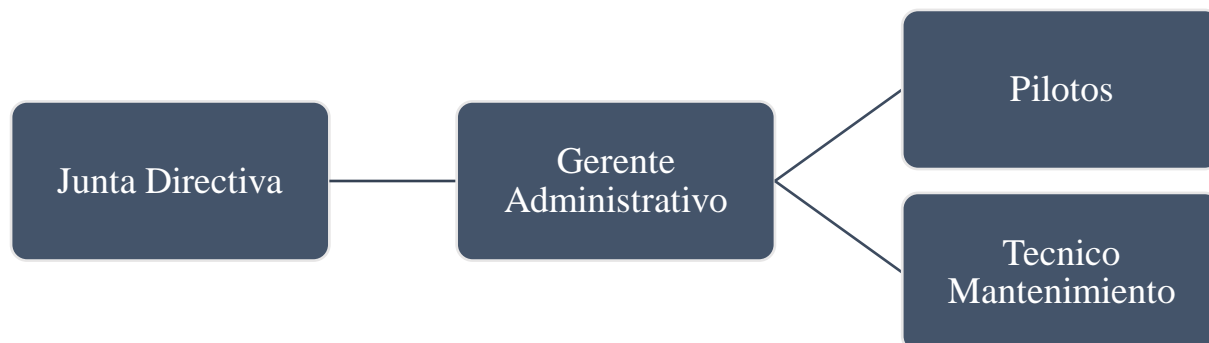 Junta Directiva
Gerente
Administrativo
Pilotos
Tecnico
Mantenimiento